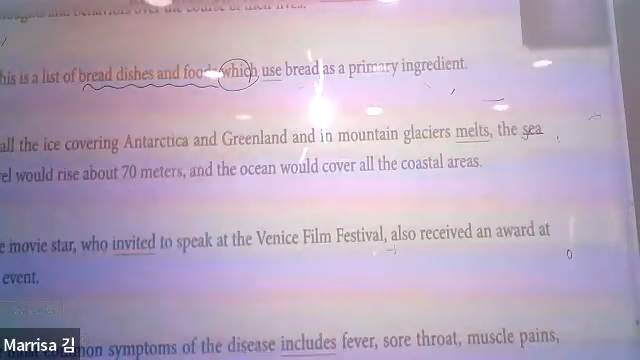 his is a list of bread dishes and foods which use bread as a primary ingredient.
all the ice covering Antarctica and Greenland and in mountain glaciers melts, the sea
el would rise about 70 meters, and the ocean would cover all the coastal areas.
e movie star, who invited to speak at the Venice Film Festival, also received an award at
event.
symptoms of the disease includes fever, sore throat, muscle pains,
Marrisa 김